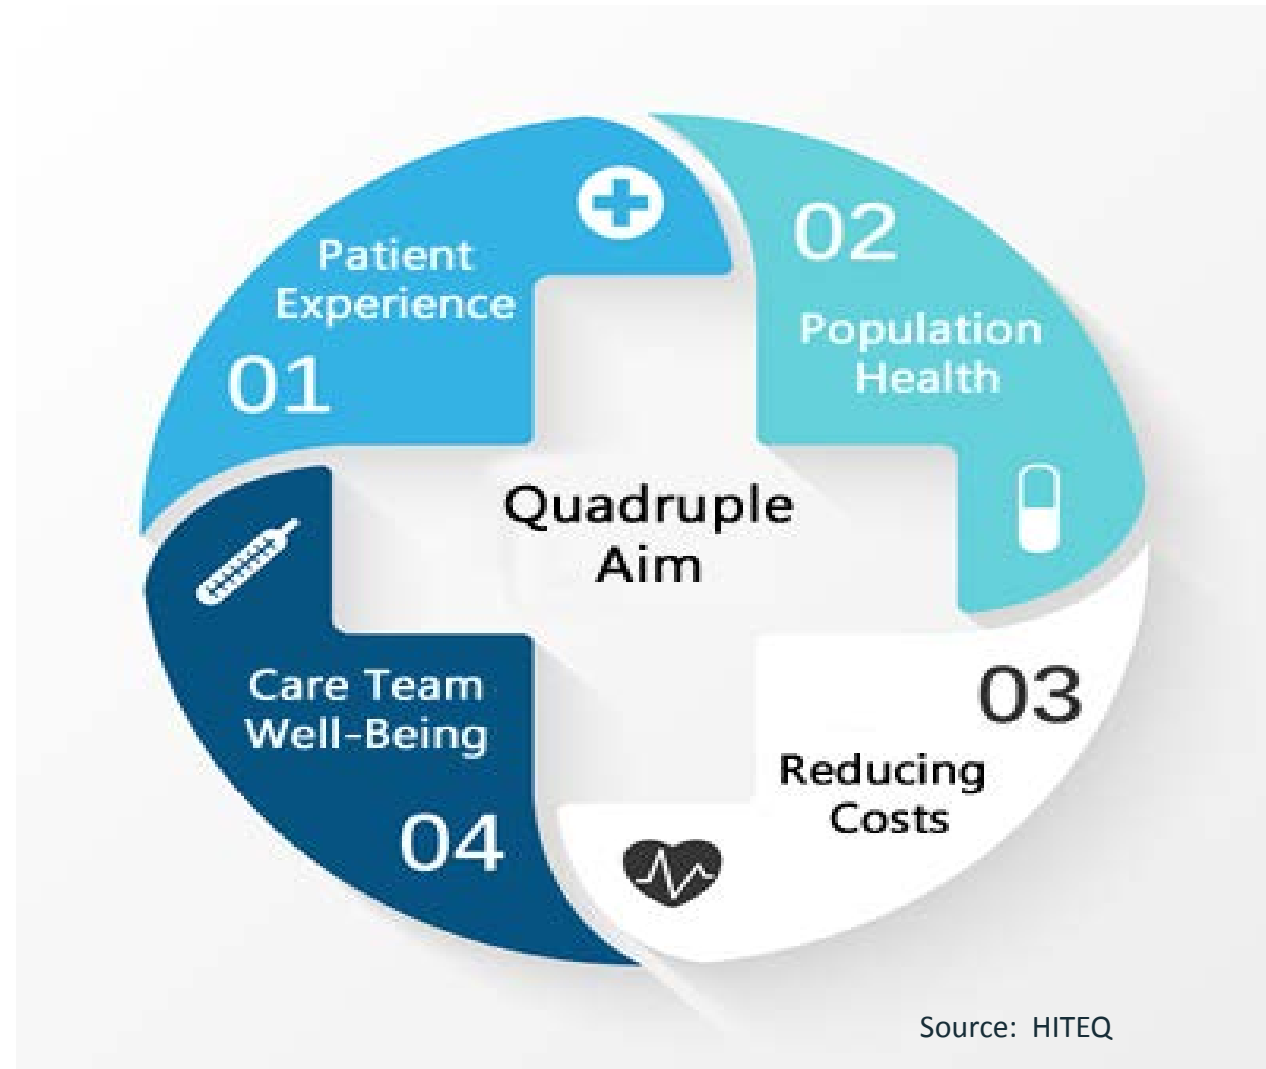 Patient
Experience
01
02
Population
Health
Quadruple
Aim
03
Reducing
Costs
Care Team
Well-Being
04
Source:  HITEQ